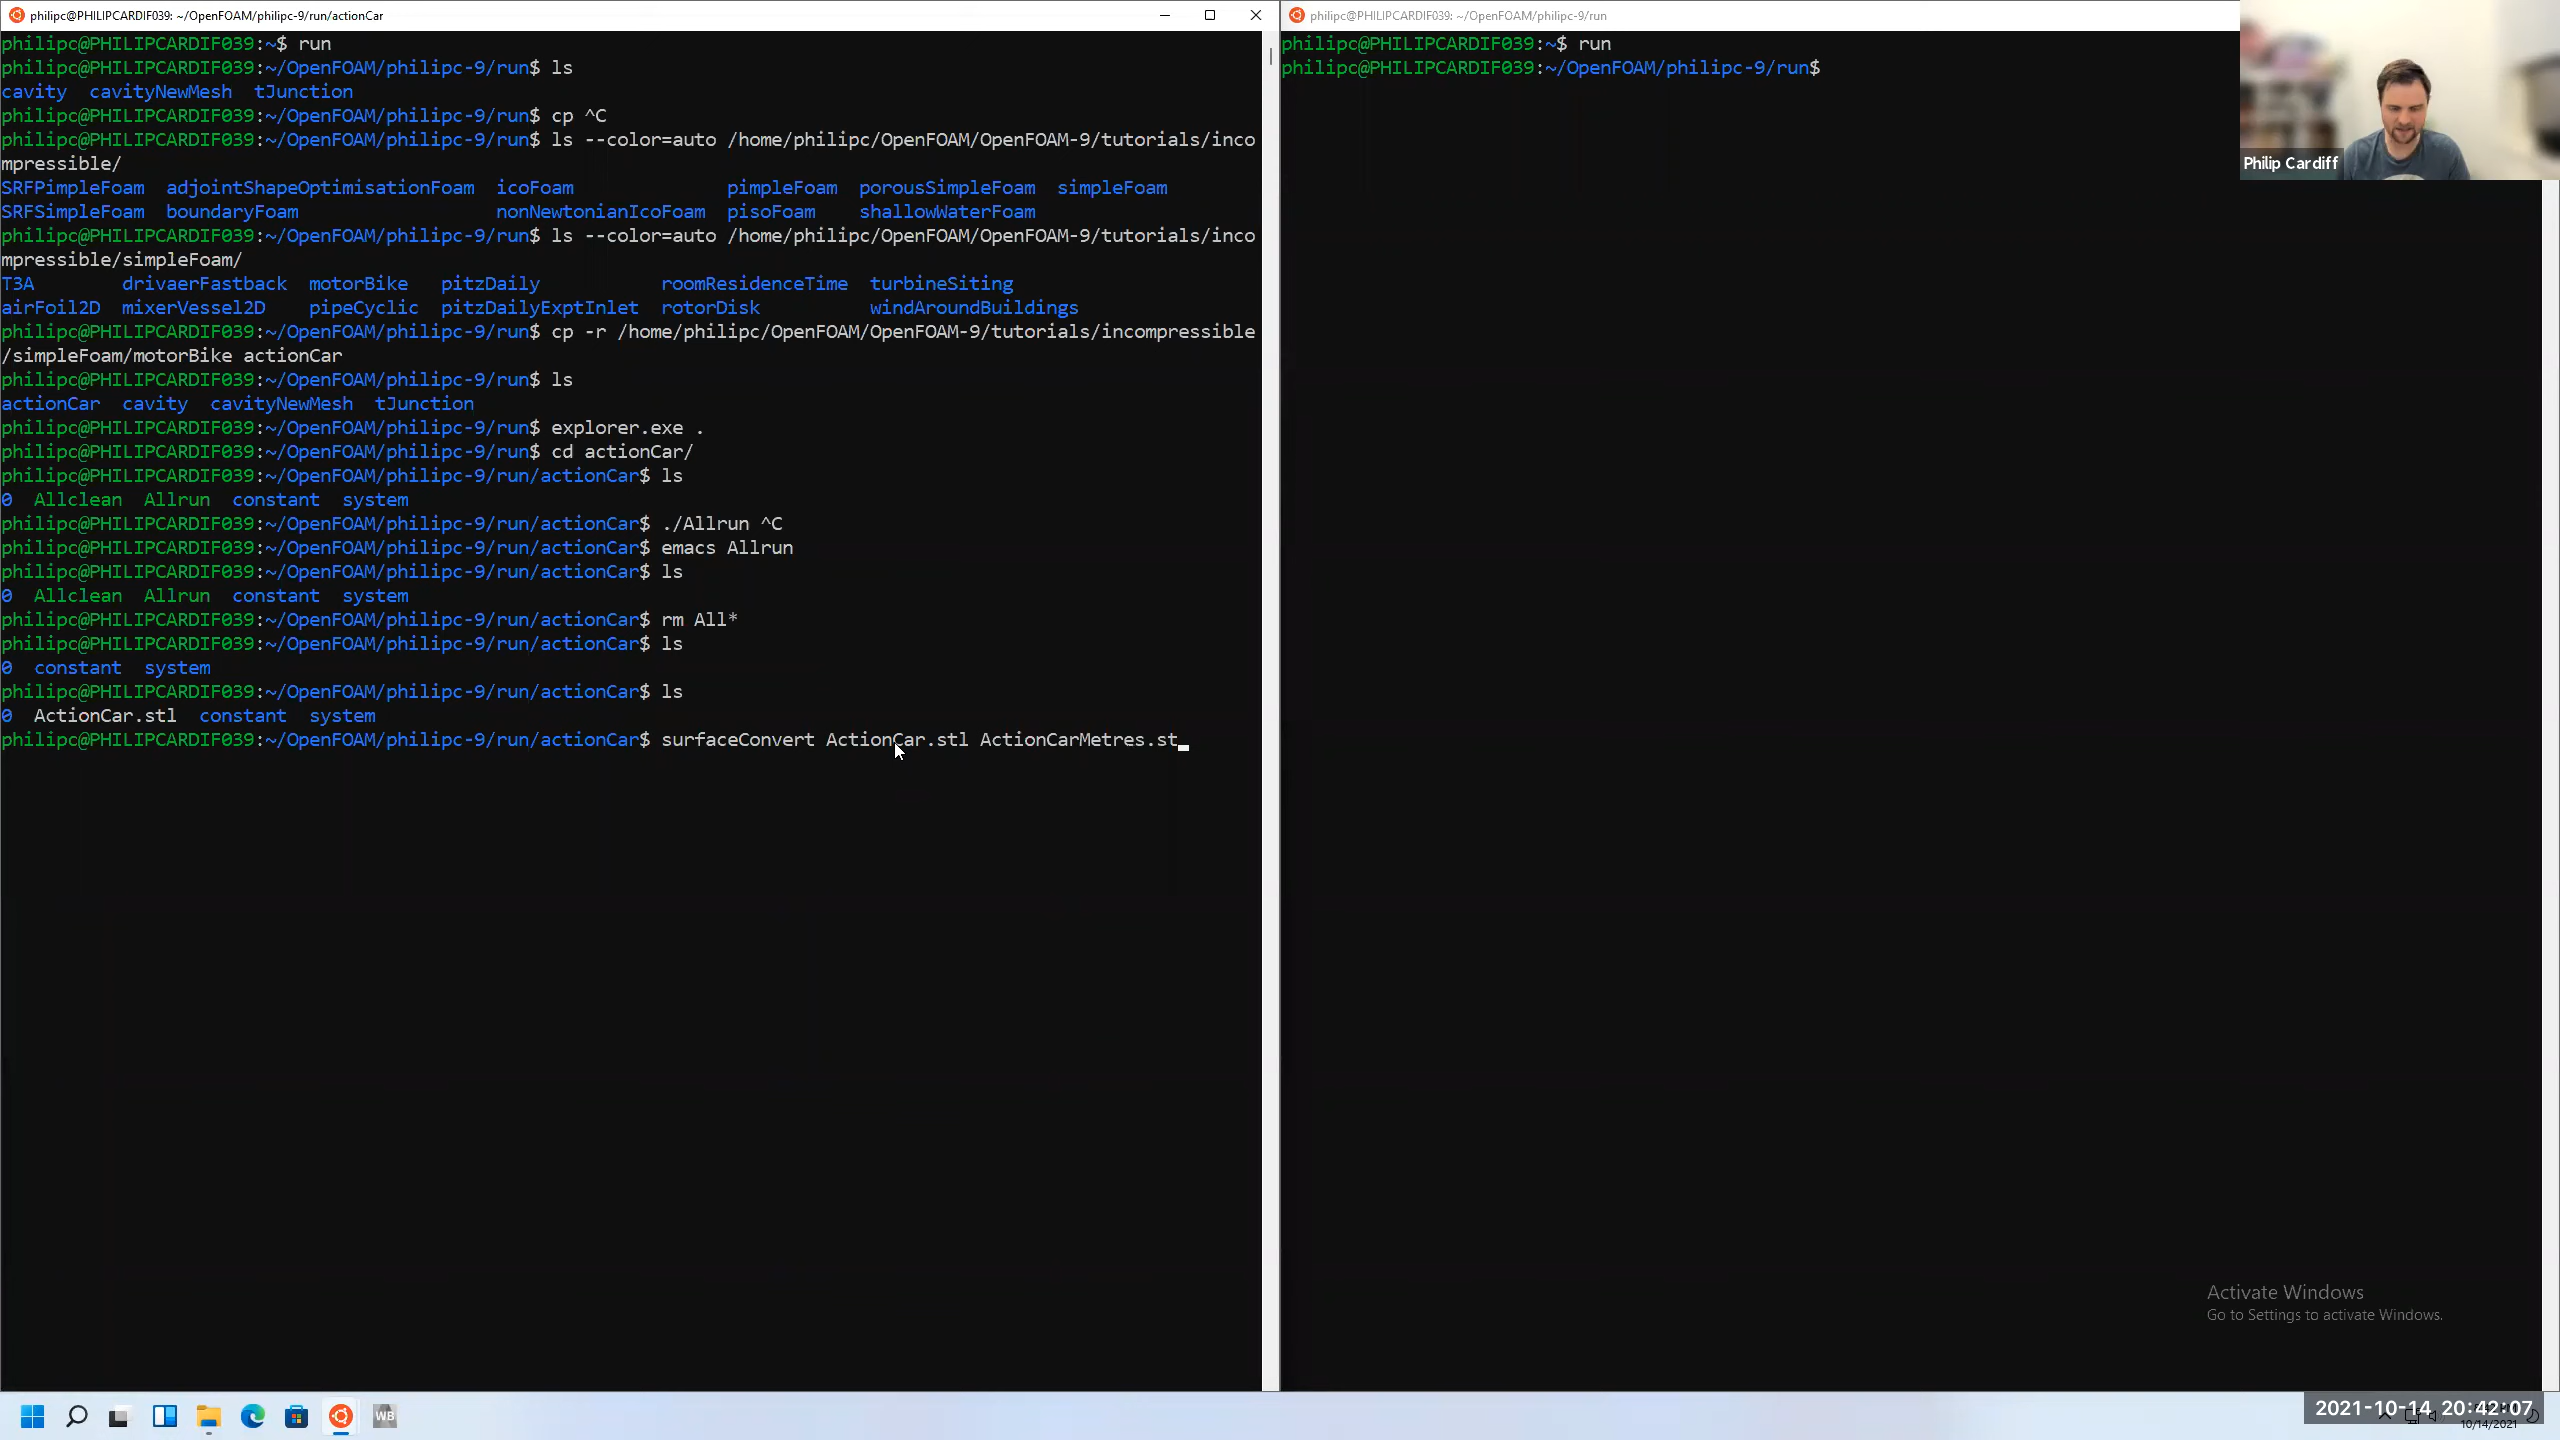 philipc@PHILIPCARDIF039: ~/OpenFOAM/philipc-9/run/actionCar
philipc@PHILIPCARDIF039:~$ run
philipc@PHILIPCARDIF039:~/OpenFOAM/philipc-9/run$ ls
cavity  cavityNewMesh  tJunction
philipc@PHILIPCARDIF039:~/OpenFOAM/philipc-9/run$ cp ^C
philipc@PHILIPCARDIF039:~/OpenFOAM/philipc-9/run$ ls --color=auto /home/philipc/OpenFOAM/OpenFOAM-9/tutorials/inco
mpressible/
SRFPimpleFoam  adjointShapeOptimisationFoam  icoFoam  pimpleFoam  porousSimpleFoam  simpleFoam
SRFSimpleFoam  boundaryFoam  nonNewtonianIcoFoam  pisoFoam  shallowWaterFoam
philipc@PHILIPCARDIF039:~/OpenFOAM/philipc-9/run$ ls --color=auto /home/philipc/OpenFOAM/OpenFOAM-9/tutorials/inco
mpressible/simpleFoam/
T3A  drivaerFastback  motorBike  pitzDaily  roomResidenceTime  turbineSiting
airFoil2D  mixerVessel2D  pipeCyclic  pitzDailyExptInlet  rotorDisk  windAroundBuildings
philipc@PHILIPCARDIF039:~/OpenFOAM/philipc-9/run$ cp -r /home/philipc/OpenFOAM/OpenFOAM-9/tutorials/incompressible
/simpleFoam/motorBike actionCar
philipc@PHILIPCARDIF039:~/OpenFOAM/philipc-9/run$ ls
actionCar  cavity  cavityNewMesh  tJunction
philipc@PHILIPCARDIF039:~/OpenFOAM/philipc-9/run$ explorer.exe .
philipc@PHILIPCARDIF039:~/OpenFOAM/philipc-9/run$ cd actionCar/
philipc@PHILIPCARDIF039:~/OpenFOAM/philipc-9/run/actionCar$ ls
0  Allclean  Allrun  constant  system
philipc@PHILIPCARDIF039:~/OpenFOAM/philipc-9/run/actionCar$ ./Allrun ^C
philipc@PHILIPCARDIF039:~/OpenFOAM/philipc-9/run/actionCar$ emacs Allrun
philipc@PHILIPCARDIF039:~/OpenFOAM/philipc-9/run/actionCar$ ls
0  Allclean  Allrun  constant  system
philipc@PHILIPCARDIF039:~/OpenFOAM/philipc-9/run/actionCar$ rm All*
philipc@PHILIPCARDIF039:~/OpenFOAM/philipc-9/run/actionCar$ ls
0  constant  system
philipc@PHILIPCARDIF039:~/OpenFOAM/philipc-9/run/actionCar$ ls
0  ActionCar.stl  constant  system
philipc@PHILIPCARDIF039:~/OpenFOAM/philipc-9/run/actionCar$ surfaceConvert ActionCar.stl ActionCarMetres.st
philipc@PHILIPCARDIF039: ~/OpenFOAM/philipc-9/run
philipc@PHILIPCARDIF039:~$ run
philipc@PHILIPCARDIF039:~/OpenFOAM/philipc-9/run$
Philip Cardiff
Activate Windows
Go to Settings to activate Windows.
WB
2021-10-14 20:42:07
10/14/2021